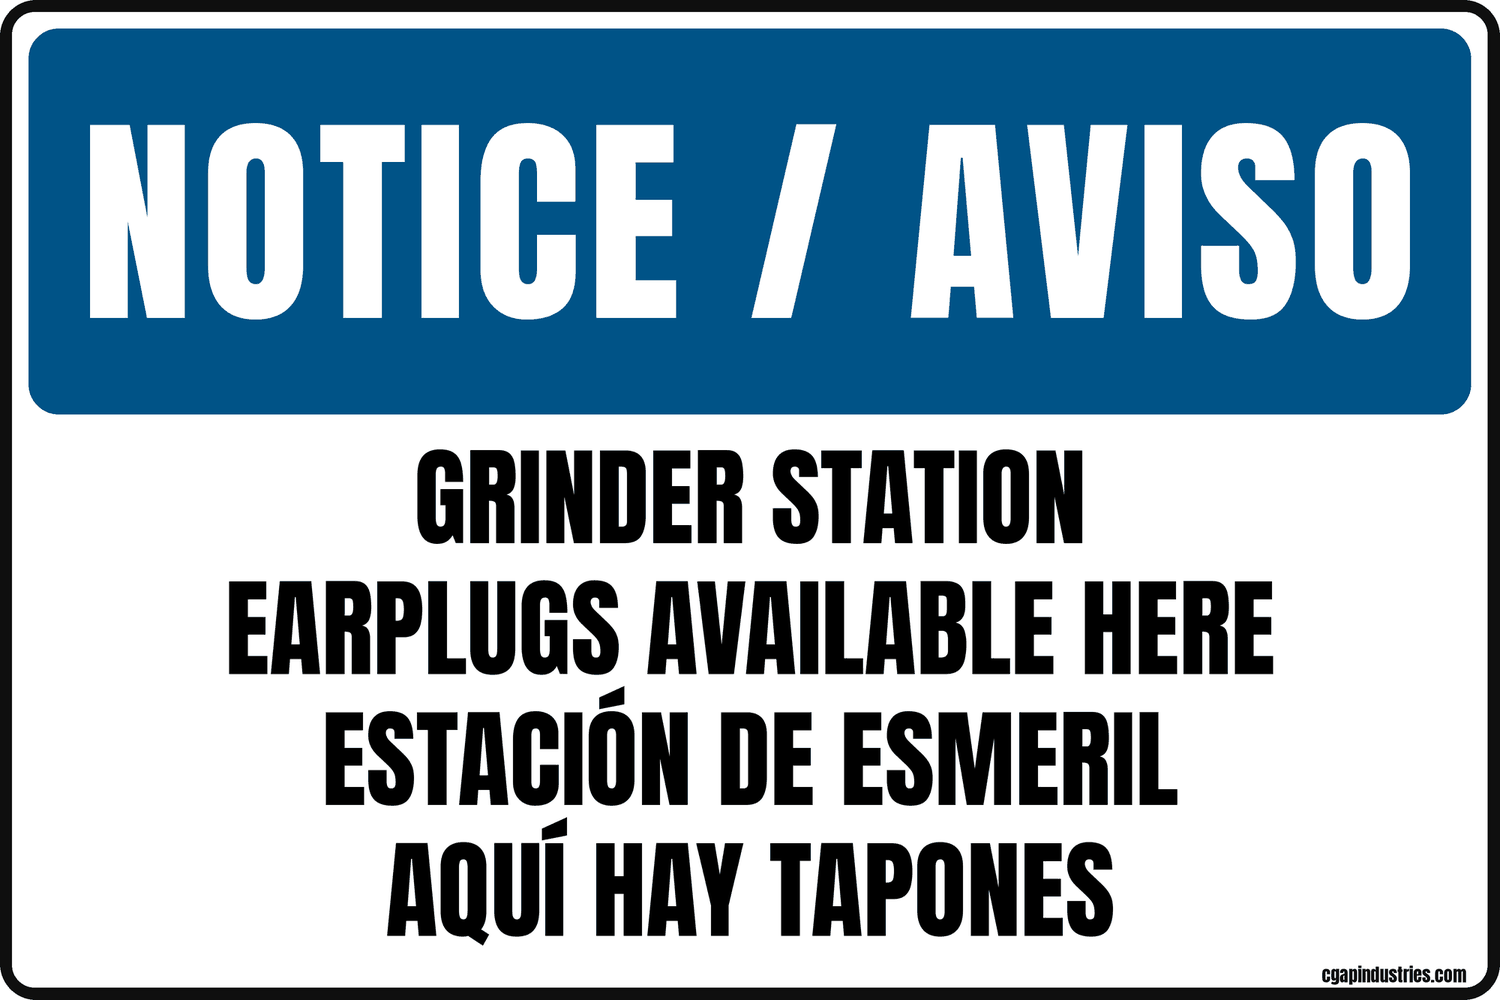 NOTICE / AVISO
GRINDER STATION
EARPLUGS AVAILABLE HERE
ESTACIÓN DE ESMERIL
AQUÍ HAY TAPONES
cgapindustries.com